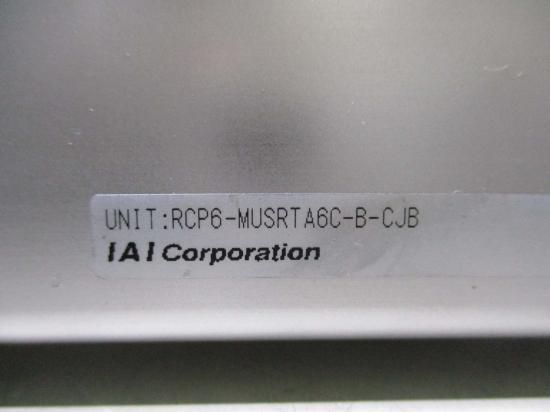 UNIT:RCP6-MUSRTA6C-B-CJB
IAI Corporation